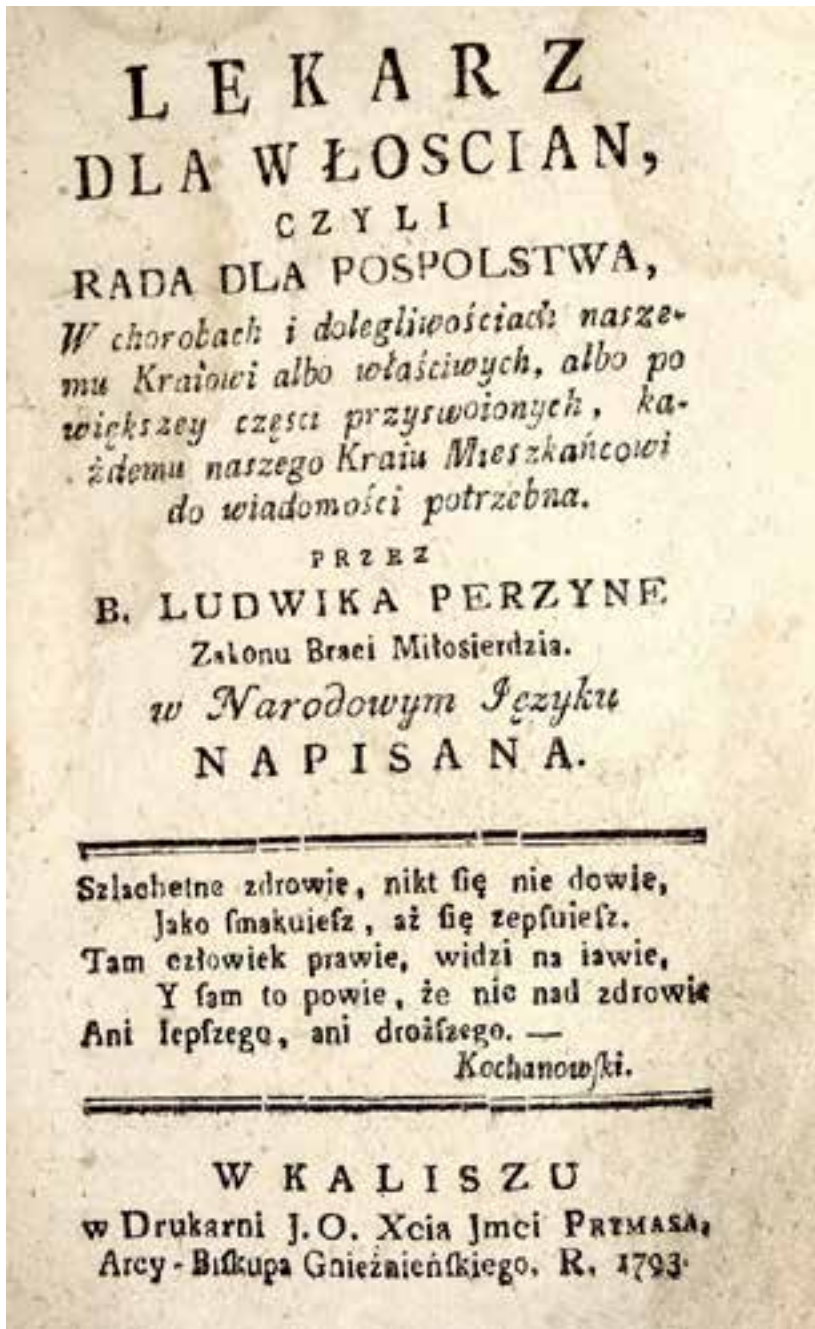 LEKARZ
DLA WŁOSCIAN,
CZYLI
RADA DLA POSPOLSTWA,
W chorobach i dolegliwościach nasze-
mu Kraiowi albo właściwych, albo po
większey częsci przyswoionych, ka-
żdemu naszego Kraiu Mieszkańcowi
do wiadomości potrzebna.
PRZEZ
B. LUDWIKA PERZYNE
Zakonu Braci Miłosierdzia.
w Narodowym Języku
NAPISANA.
Szlachetne zdrowie, nikt ſię nie dowie,
Jako ſmakuieſz, aż ſię zepſuieſz.
Tam człowiek prawie, widzi na iawie,
Y ſam to powie, że nic nad zdrowie
Ani lepſzego, ani droiſzego. —
Kochanowſki.
W KALISZU
w Drukarni J. O. Xcia Jmci PRYMASA,
Arcy-Biſkupa Gnieźnieńſkiego. R. 1793.